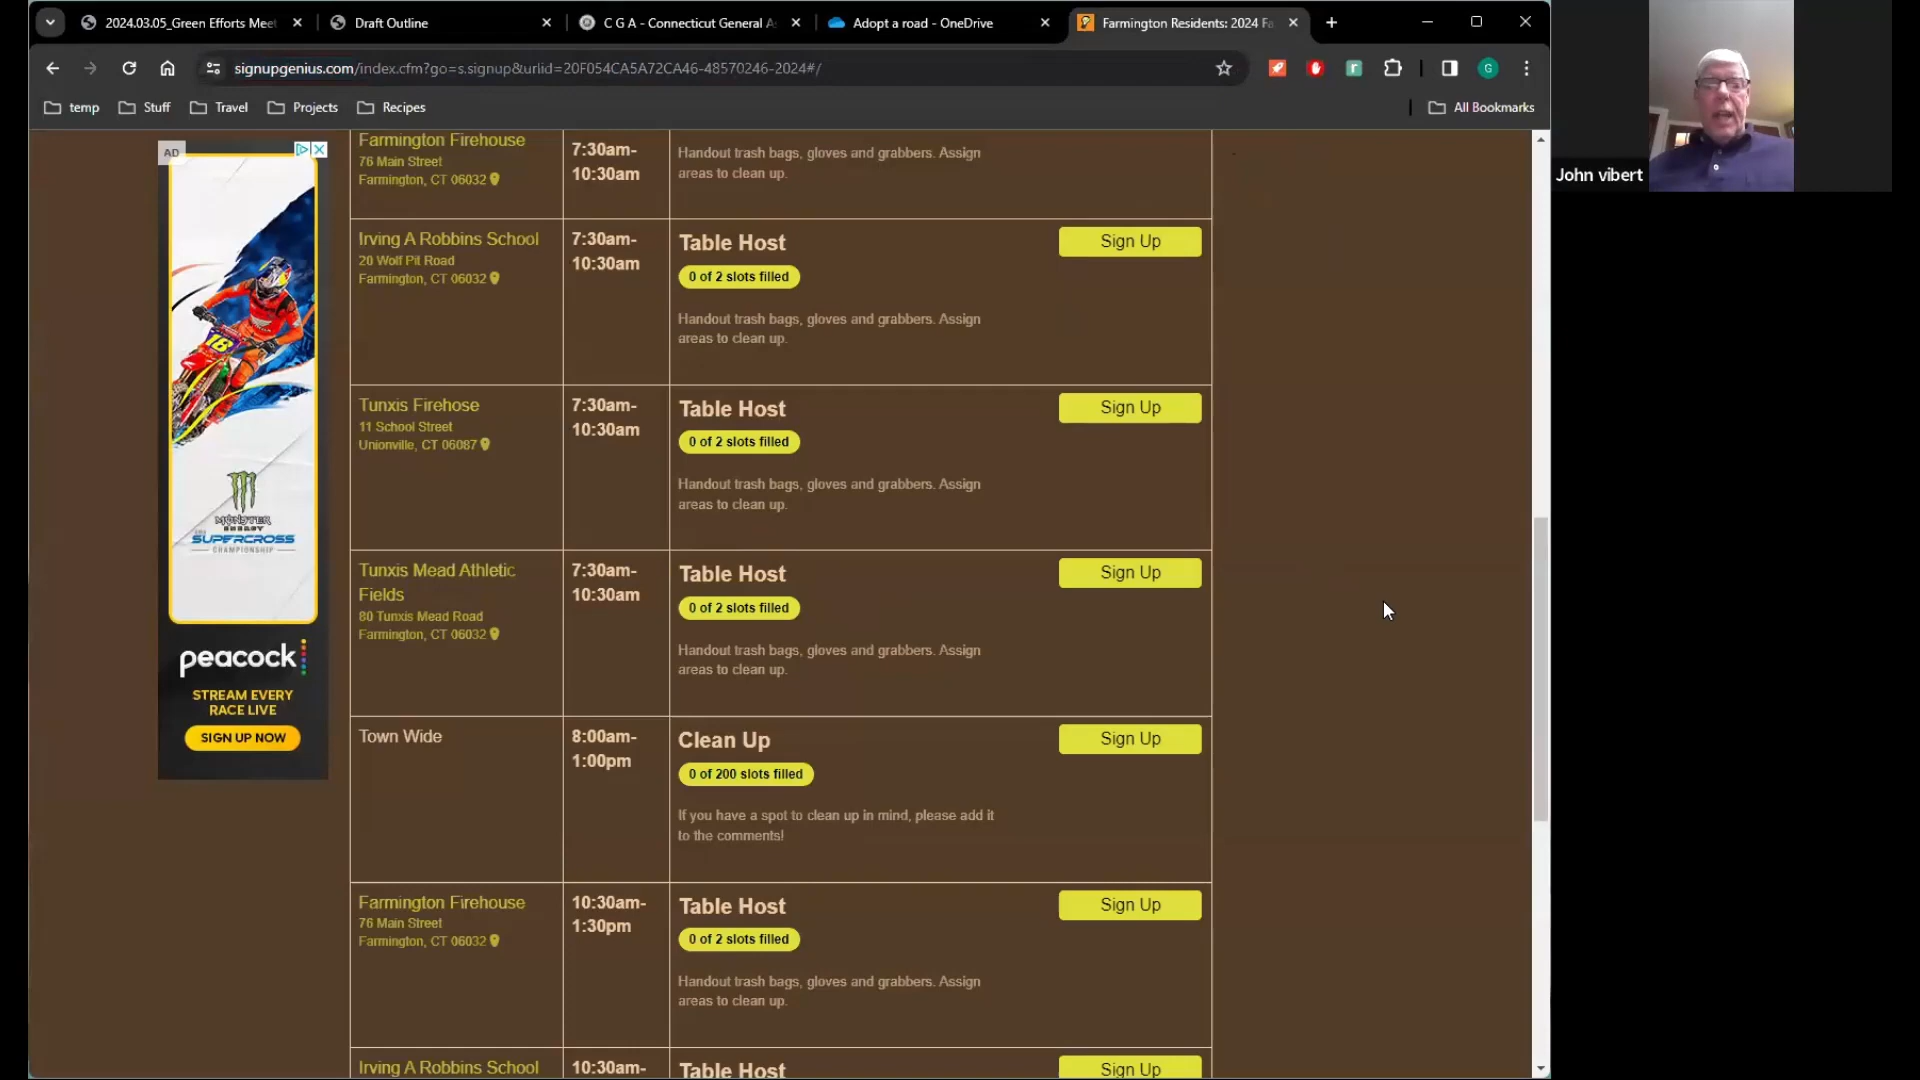 2024.03.05_Green Efforts Meet
Draft Outline
C G A - Connecticut General A
Adopt a road - OneDrive
Farmington Residents: 2024 Fa
signupgenius.com/index.cfm?go=s.signup&urlid=20F054CA5A72CA46-48570246-2024#/
G
temp
Stuff
Travel
Projects
Recipes
All Bookmarks
John vibert
AD
18
MONSTER
ENERGY
SUPERCROSS
CHAMPIONSHIP
peacock
STREAM EVERY
RACE LIVE
SIGN UP NOW
Farmington Firehouse
76 Main Street
Farmington, CT 06032
7:30am-
10:30am
Handout trash bags, gloves and grabbers. Assign
areas to clean up.
Irving A Robbins School
20 Wolf Pit Road
Farmington, CT 06032
7:30am-
10:30am
Table Host
0 of 2 slots filled
Handout trash bags, gloves and grabbers. Assign
areas to clean up.
Sign Up
Tunxis Firehose
11 School Street
Unionville, CT 06087
7:30am-
10:30am
Table Host
0 of 2 slots filled
Handout trash bags, gloves and grabbers. Assign
areas to clean up.
Sign Up
Tunxis Mead Athletic
Fields
80 Tunxis Mead Road
Farmington, CT 06032
7:30am-
10:30am
Table Host
0 of 2 slots filled
Handout trash bags, gloves and grabbers. Assign
areas to clean up.
Sign Up
Town Wide
8:00am-
1:00pm
Clean Up
0 of 200 slots filled
If you have a spot to clean up in mind, please add it
to the comments!
Sign Up
Farmington Firehouse
76 Main Street
Farmington, CT 06032
10:30am-
1:30pm
Table Host
0 of 2 slots filled
Handout trash bags, gloves and grabbers. Assign
areas to clean up.
Sign Up
Irving A Robbins School
10:30am-
Table Host
Sign Up